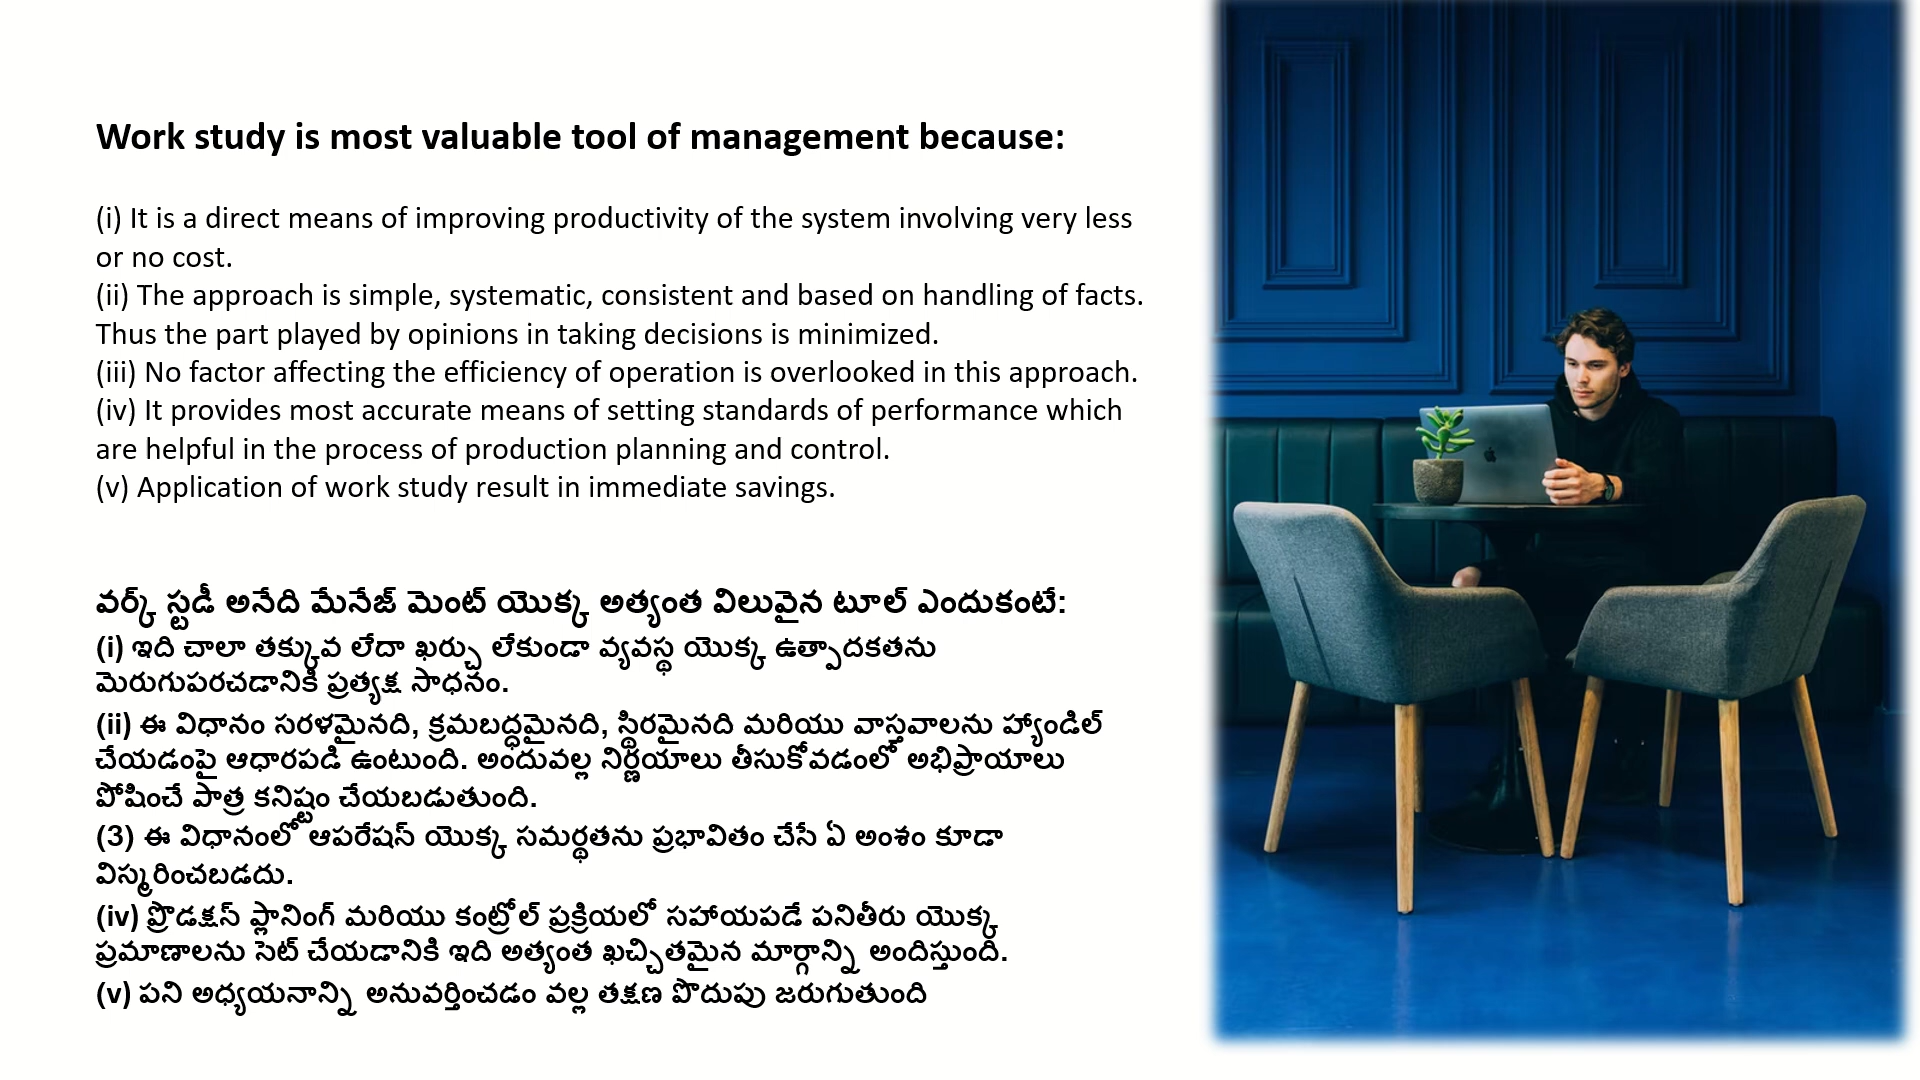 Work study is most valuable tool of management because:
(i) It is a direct means of improving productivity of the system involving very less
or no cost.
(ii) The approach is simple, systematic, consistent and based on handling of facts.
Thus the part played by opinions in taking decisions is minimized.
(iii) No factor affecting the efficiency of operation is overlooked in this approach.
(iv) It provides most accurate means of setting standards of performance which
are helpful in the process of production planning and control.
(v) Application of work study result in immediate savings.
వర్క్ స్టడీ అనేది మేనేజ్ మెంట్ యొక్క అత్యంత విలువైన టూల్ ఎందుకంటే:
(i) ఇది చాలా తక్కువ లేదా ఖర్చు లేకుండా వ్యవస్థ యొక్క ఉత్పాదకతను
మెరుగుపరచడానికి ప్రత్యక్ష సాధనం.
(ii) ఈ విధానం సరళమైనది, క్రమబద్ధమైనది, స్థిరమైనది మరియు వాస్తవాలను హ్యాండిల్
చేయడంపై ఆధారపడి ఉంటుంది. అందువల్ల నిర్ణయాలు తీసుకోవడంలో అభిప్రాయాలు
పోషించే పాత్ర కనిష్టం చేయబడుతుంది.
(3) ఈ విధానంలో ఆపరేషన్ యొక్క సమర్థతను ప్రభావితం చేసే ఏ అంశం కూడా
విస్మరించబడదు.
(iv) ప్రొడక్షన్ ప్లానింగ్ మరియు కంట్రోల్ ప్రక్రియలో సహాయపడే పనితీరు యొక్క
ప్రమాణాలను సెట్ చేయడానికి ఇది అత్యంత ఖచ్చితమైన మార్గాన్ని అందిస్తుంది.
(v) పని అధ్యయనాన్ని అనువర్తించడం వల్ల తక్షణ పొదుపు జరుగుతుంది